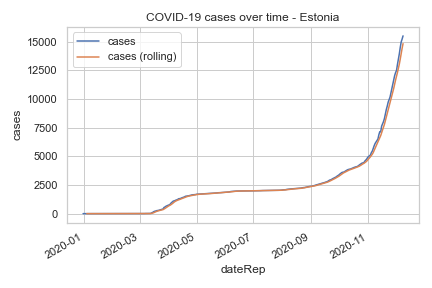 COVID-19 cases over time - Estonia
cases
cases (rolling)
15000
12500
10000
7500
5000
2500
0
cases
2020-01
2020-03
2020-05
2020-07
2020-09
2020-11
dateRep